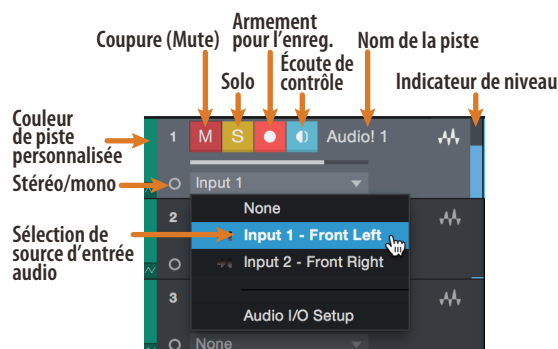 Armement
pour l'enreg.
Coupure (Mute)
Nom de la piste
Écoute de
contrôle
Solo
Indicateur de niveau
Couleur
de piste
personnalisée
1 M S Audio! 1
Stéréo/mono
Input 1
None
2
Input 1 - Front Left
Sélection de
source d'entrée
audio
Input 2 - Front Right
3
Audio I/O Setup
None